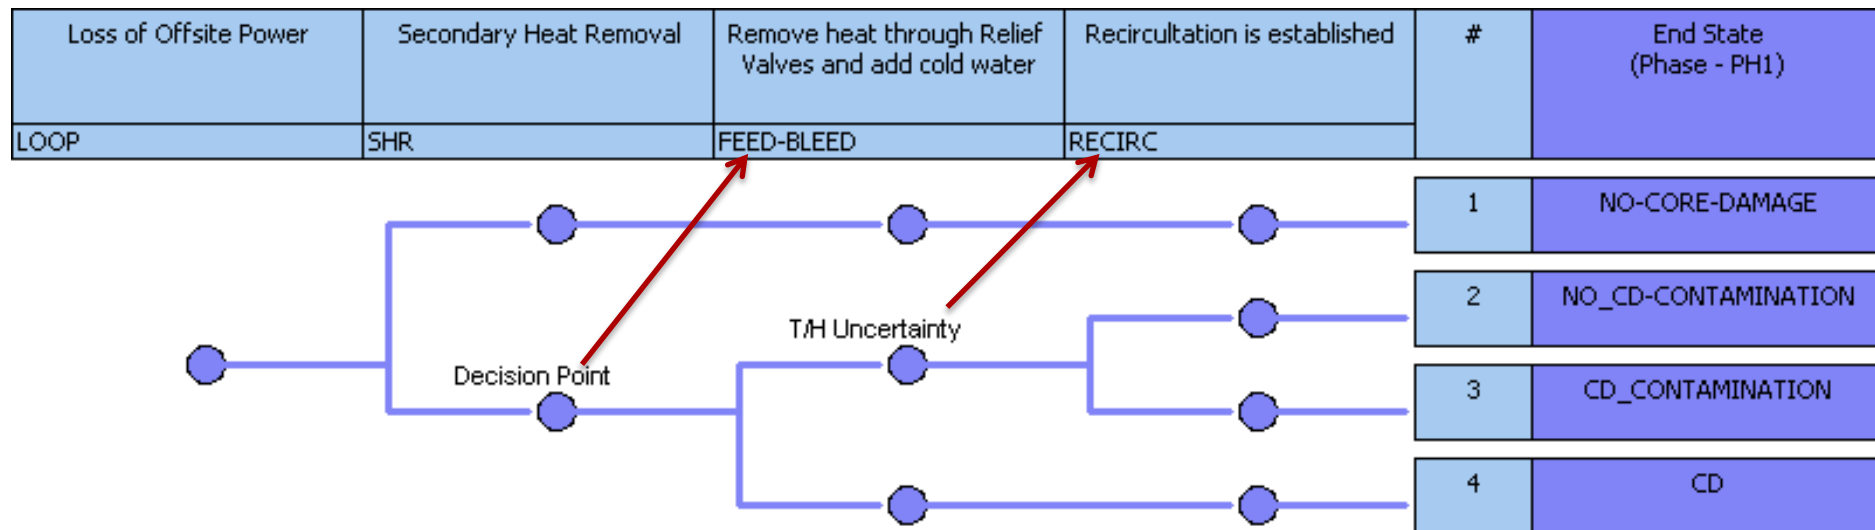 Loss of Offsite Power
Secondary Heat Removal
Remove heat through Relief
Valves and add cold water
Recircultation is established
#
End State
(Phase - PH1)
LOOP
SHR
FEED-BLEED
RECIRC
1
NO-CORE-DAMAGE
2
NO_CD-CONTAMINATION
T/H Uncertainty
Decision Point
3
CD_CONTAMINATION
4
CD